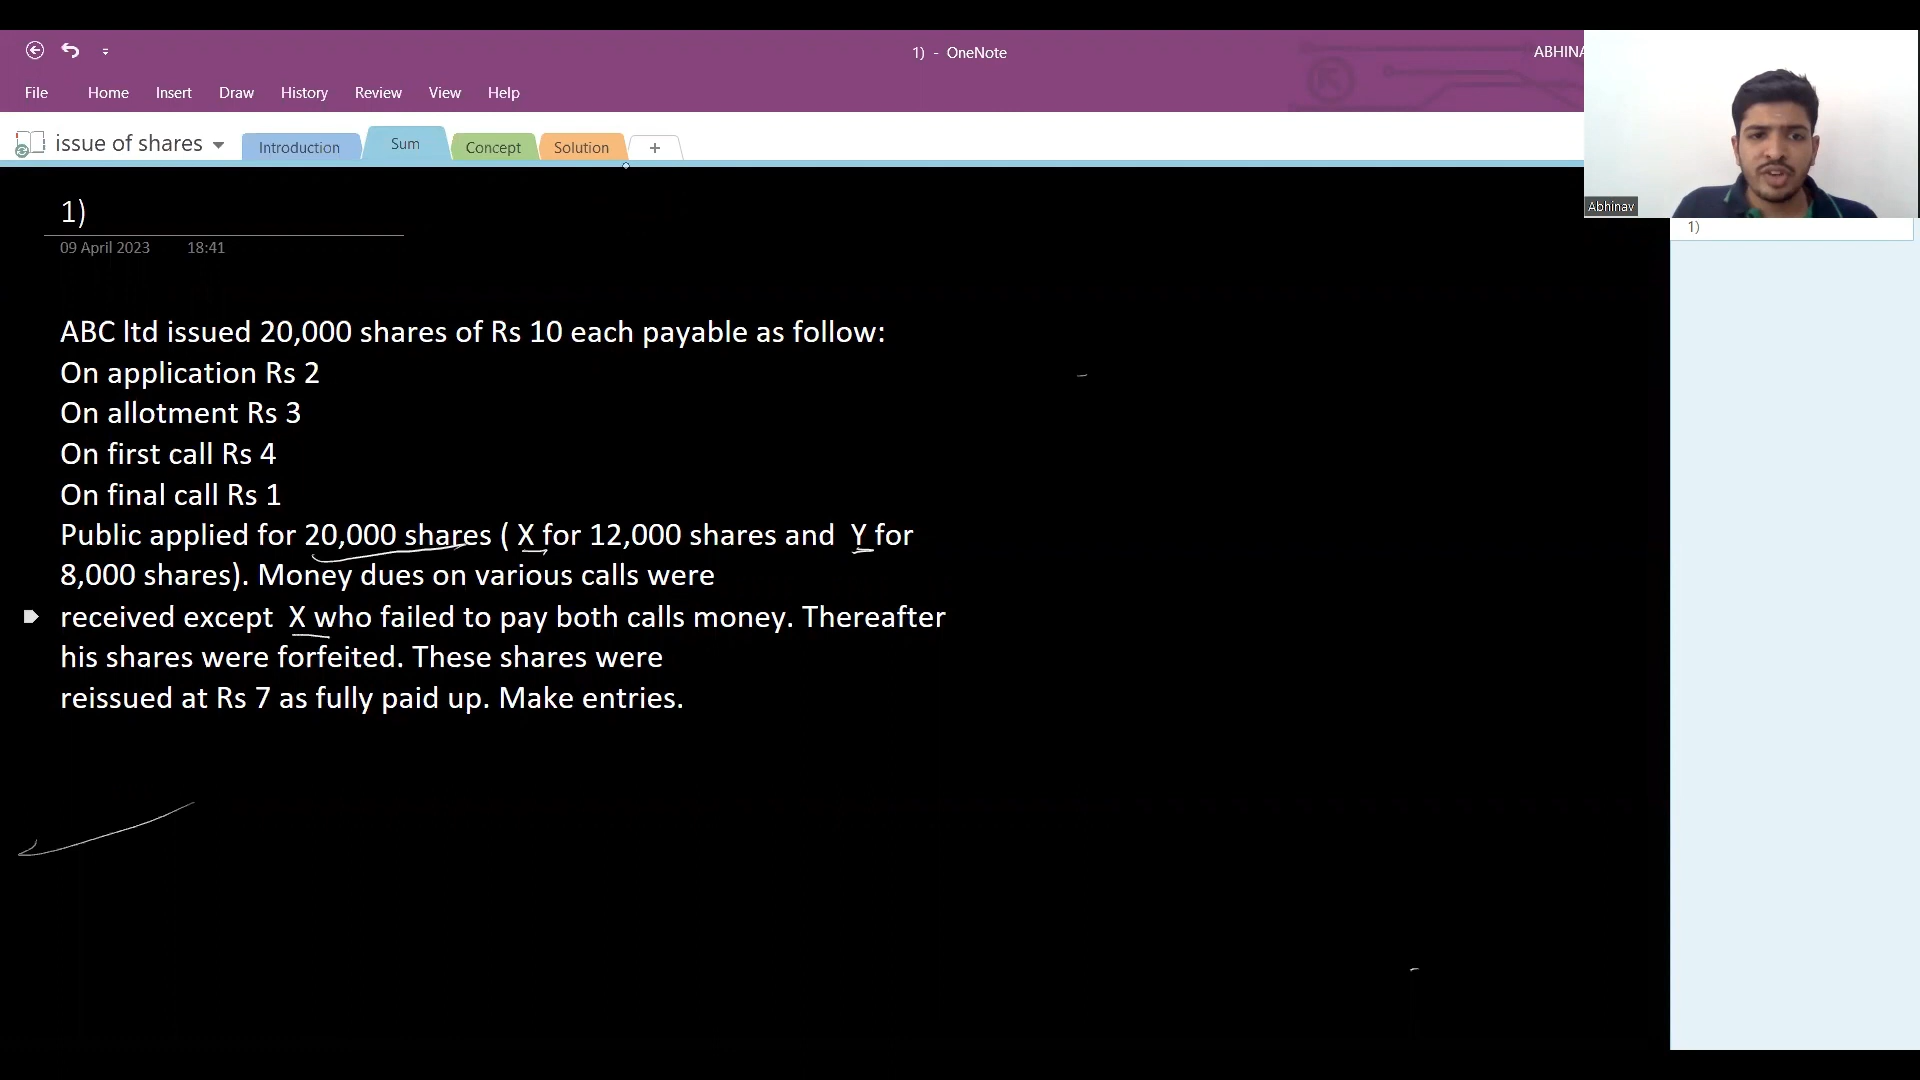 1) - OneNote
ABHINA
File Home Insert Draw History Review View Help
issue of shares Introduction Sum Concept Solution +
Abhinav
1)
1)
09 April 2023 18:41
ABC ltd issued 20,000 shares of Rs 10 each payable as follow:
On application Rs 2
On allotment Rs 3
On first call Rs 4
On final call Rs 1
Public applied for 20,000 shares ( X for 12,000 shares and Y for
8,000 shares). Money dues on various calls were
received except X who failed to pay both calls money. Thereafter
his shares were forfeited. These shares were
reissued at Rs 7 as fully paid up. Make entries.